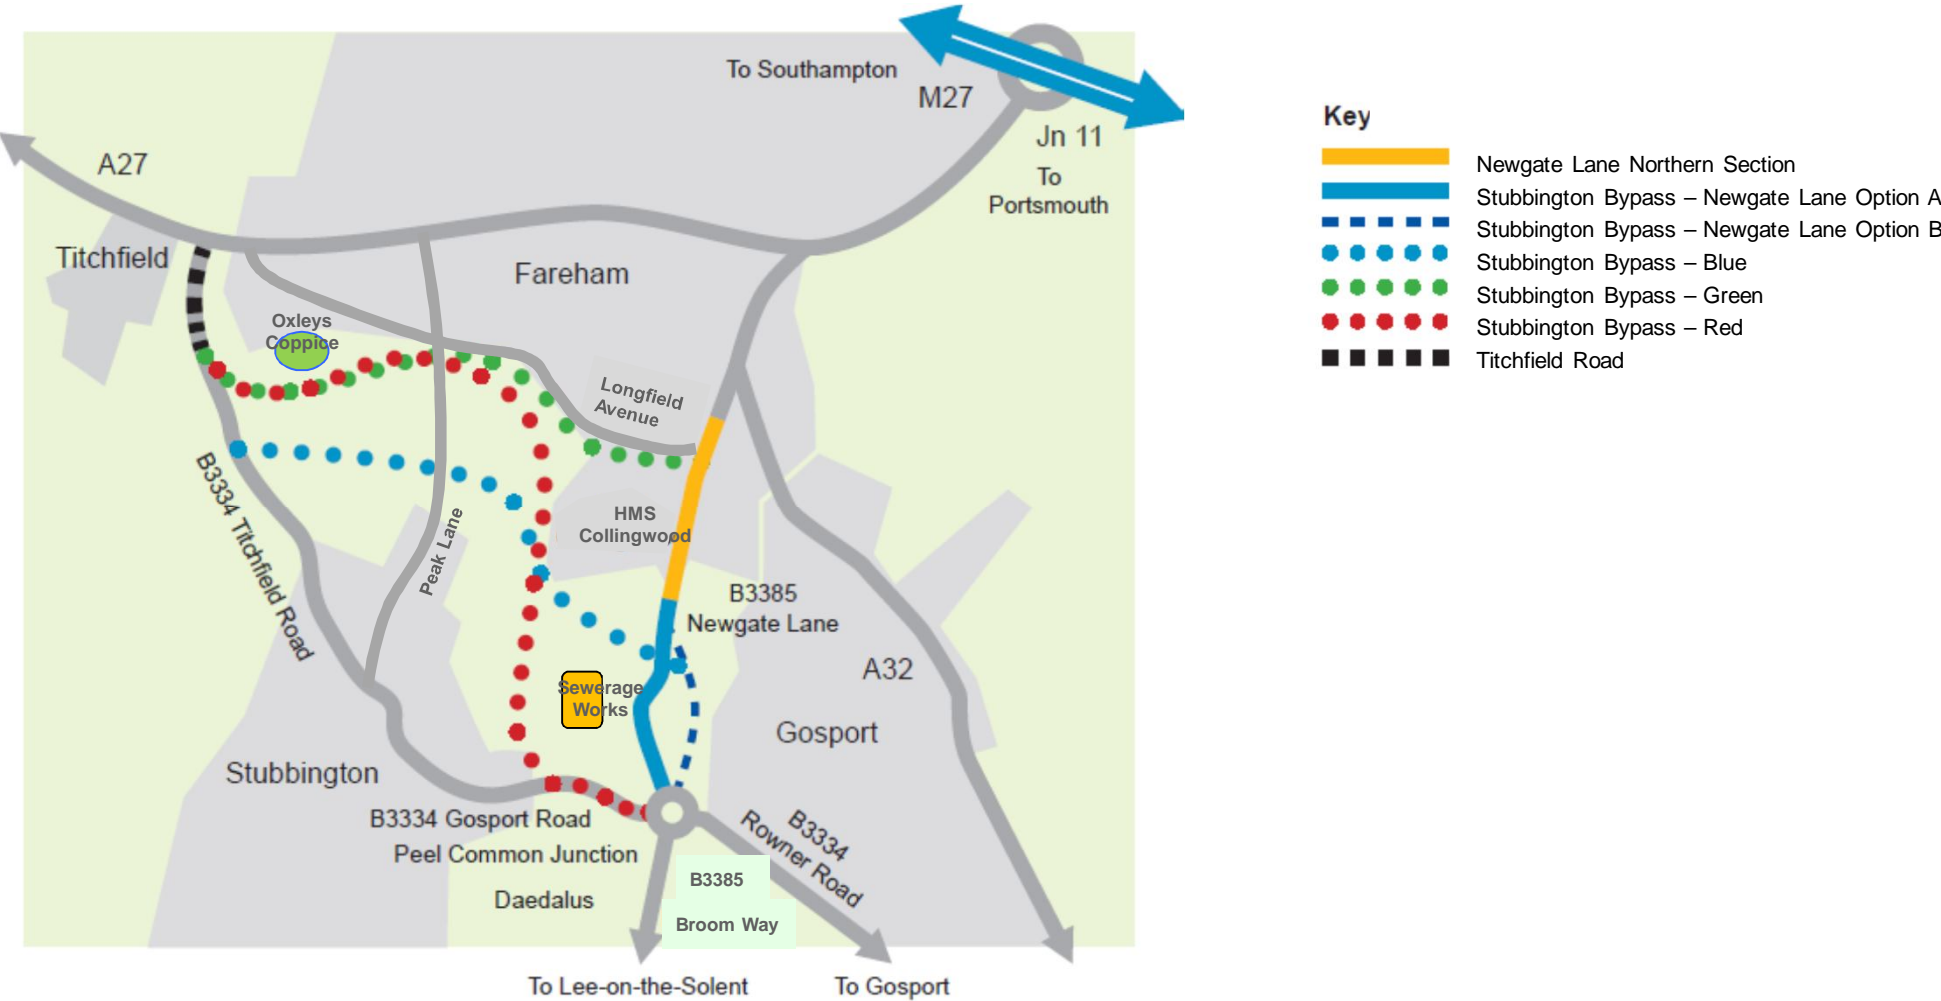 To Southampton
M27
Jn 11
To
Portsmouth
A27
Titchfield
Fareham
Oxleys
Coppice
Longfield
Avenue
HMS
Collingwood
B3334 Titchfield Road
Peak Lane
B3385
Newgate Lane
A32
Sewerage
Works
Gosport
Stubbington
B3334 Gosport Road
Peel Common Junction
Daedalus
B3334
Rowner Road
B3385
Broom Way
To Lee-on-the-Solent
To Gosport
Key
Newgate Lane Northern Section
Stubbington Bypass – Newgate Lane Option A
Stubbington Bypass – Newgate Lane Option B
Stubbington Bypass – Blue
Stubbington Bypass – Green
Stubbington Bypass – Red
Titchfield Road